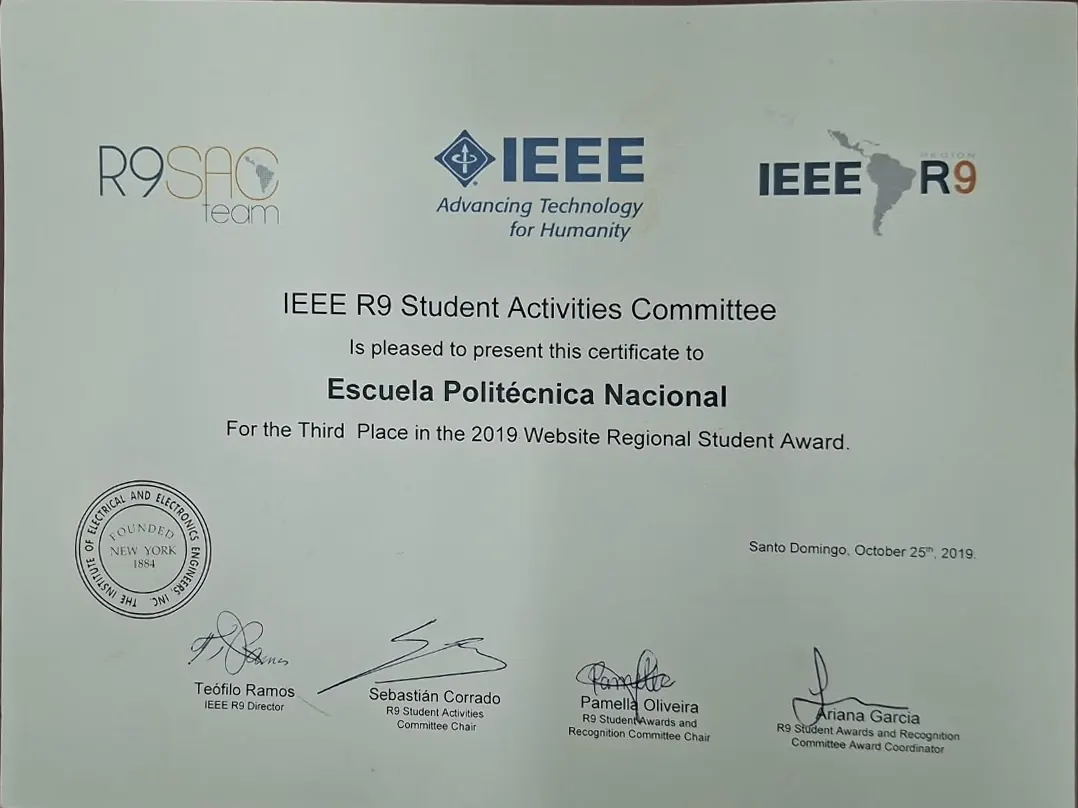 R9SAC
team
IEEE
Advancing Technology
for Humanity
REGION
IEEE R9
IEEE R9 Student Activities Committee
Is pleased to present this certificate to
Escuela Politécnica Nacional
For the Third Place in the 2019 Website Regional Student Award.
THE INSTITUTE OF ELECTRICAL AND ELECTRONICS ENGINEERS, INC.
FOUNDED
NEW YORK
1884
Santo Domingo, October 25th, 2019.
T. Ramos
Pamella
Teófilo Ramos
IEEE R9 Director
Sebastián Corrado
R9 Student Activities
Committee Chair
Pamella Oliveira
R9 Student Awards and
Recognition Committee Chair
Ariana Garcia
R9 Student Awards and Recognition
Committee Award Coordinator